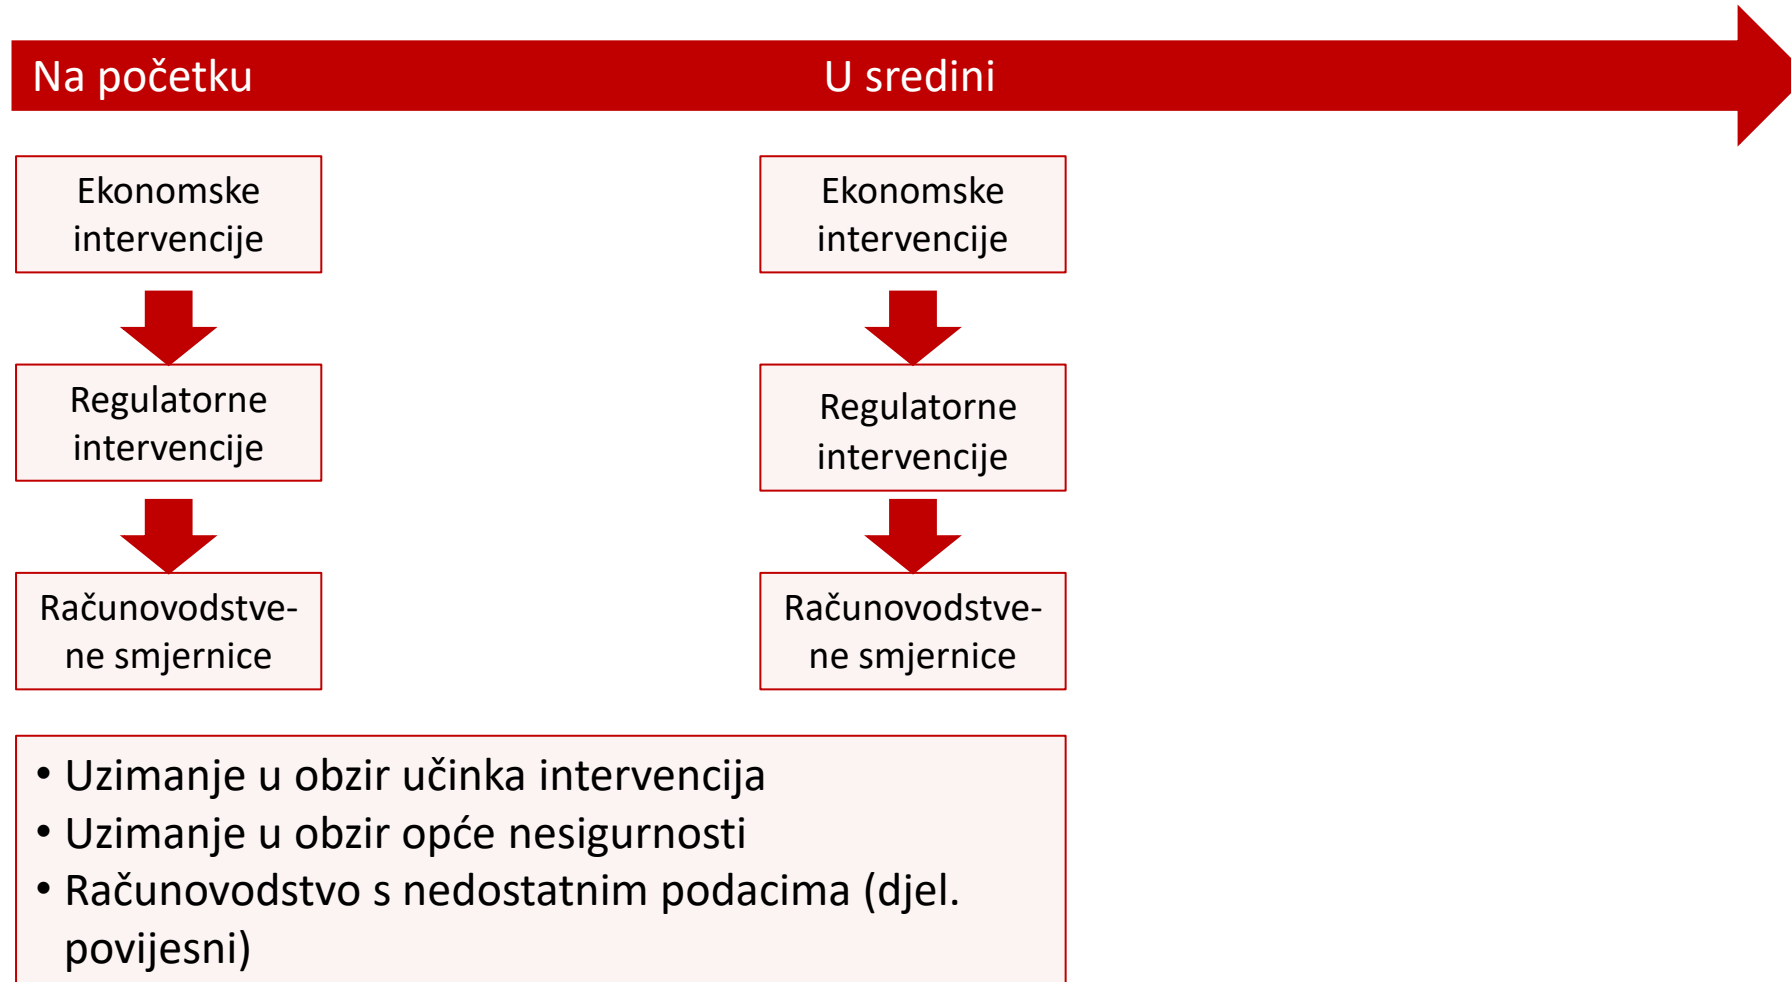 Na početku
U sredini
Ekonomske
intervencije
Regulatorne
intervencije
Računovodstve-
ne smjernice
Ekonomske
intervencije
Regulatorne
intervencije
Računovodstve-
ne smjernice
• Uzimanje u obzir učinka intervencija
• Uzimanje u obzir opće nesigurnosti
• Računovodstvo s nedostatnim podacima (djel.
povijesni)